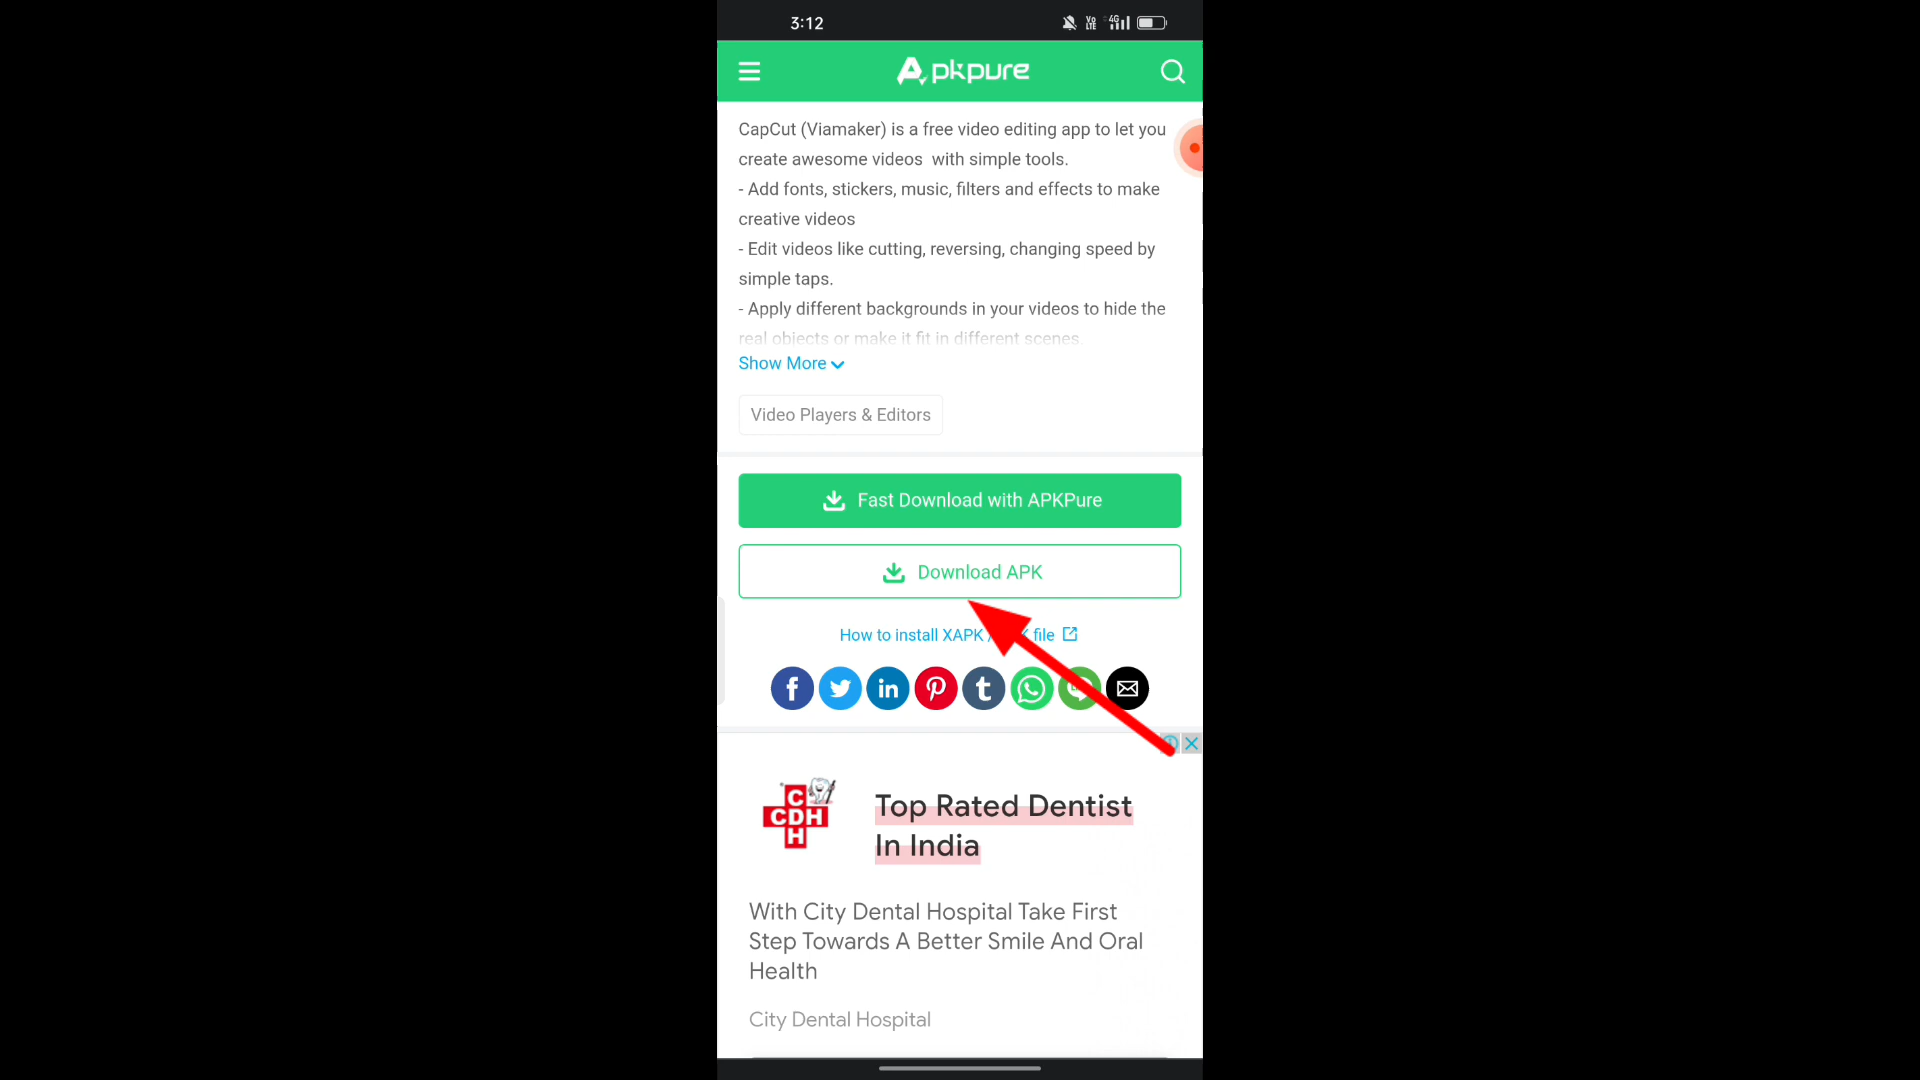 3:12
Vo
LTE
4G
Apkpure
CapCut (Viamaker) is a free video editing app to let you
create awesome videos with simple tools.
- Add fonts, stickers, music, filters and effects to make
creative videos
- Edit videos like cutting, reversing, changing speed by
simple taps.
- Apply different backgrounds in your videos to hide the
real objects or make it fit in different scenes.
Show More
Video Players & Editors
Fast Download with APKPure
Download APK
How to install XAPK / file
CDH
C
H
Top Rated Dentist
In India
With City Dental Hospital Take First
Step Towards A Better Smile And Oral
Health
City Dental Hospital